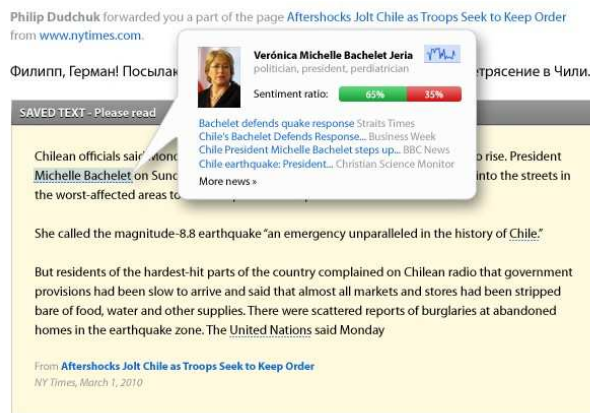 Philip Dudchuk forwarded you a part of the page Aftershocks Jolt Chile as Troops Seek to Keep Order
from www.nytimes.com.
Филипп, Герман! Посылак етрясение в Чили.
Verónica Michelle Bachelet Jeria
politician, president, perdiatrician
Sentiment ratio: 65% 35%
Bachelet defends quake response Straits Times
Chile's Bachelet Defends Response... Business Week
Chile President Michelle Bachelet steps up... BBC News
Chile earthquake: President... Christian Science Monitor
More news »
SAVED TEXT - Please read
Chilean officials said Mond o rise. President
Michelle Bachelet on Sund into the streets in
the worst-affected areas to
She called the magnitude-8.8 earthquake “an emergency unparalleled in the history of Chile.”
But residents of the hardest-hit parts of the country complained on Chilean radio that government
provisions had been slow to arrive and said that almost all markets and stores had been stripped
bare of food, water and other supplies. There were scattered reports of burglaries at abandoned
homes in the earthquake zone. The United Nations said Monday
From Aftershocks Jolt Chile as Troops Seek to Keep Order
NY Times, March 1, 2010